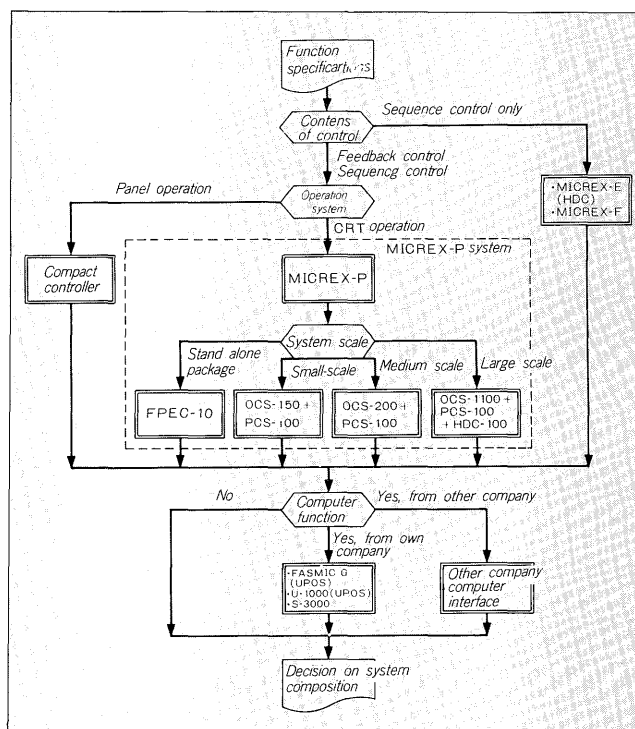 Function
specificartings
Contens
of control
Sequence control only
Feedback control
Sequencg control
Panel operation
Operation
system
CRT operation
·MICREX-E
(HDC)
·MICREX-F
MICREX-P system
Compact
controller
MICREX-P
System scale
Stand alone
package
Small-scale
Medium scale
Large scale
FPEC-10
OCS-150 +
PCS-100
OCS-200 +
PCS-100
OCS-1100 +
PCS-100
+ HDC-100
No
Computer
function
Yes, from other company
Yes, from own
company
·FASMIC G
(UPOS)
·U-1000(UPOS)
·S-3000
Other company
computer
interface
Decision on system
composition